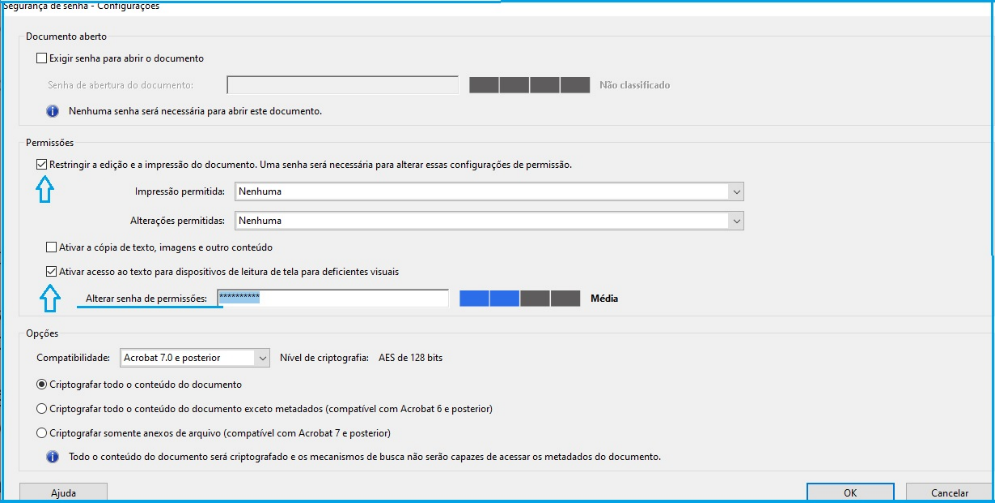 Segurança de senha - Configurações
Documento aberto
Exigir senha para abrir o documento
Senha de abertura do documento: Não classificado
Nenhuma senha será necessária para abrir este documento.
Permissões
Restringir a edição e a impressão do documento. Uma senha será necessária para alterar essas configurações de permissão.
Impressão permitida: Nenhuma
Alterações permitidas: Nenhuma
Ativar a cópia de texto, imagens e outro conteúdo
Ativar acesso ao texto para dispositivos de leitura de tela para deficientes visuais
Alterar senha de permissões: ********** Média
Opções
Compatibilidade: Acrobat 7.0 e posterior Nível de criptografia: AES de 128 bits
Criptografar todo o conteúdo do documento
Criptografar todo o conteúdo do documento exceto metadados (compatível com Acrobat 6 e posterior)
Criptografar somente anexos de arquivo (compatível com Acrobat 7 e posterior)
Todo o conteúdo do documento será criptografado e os mecanismos de busca não serão capazes de acessar os metadados do documento.
Ajuda OK Cancelar